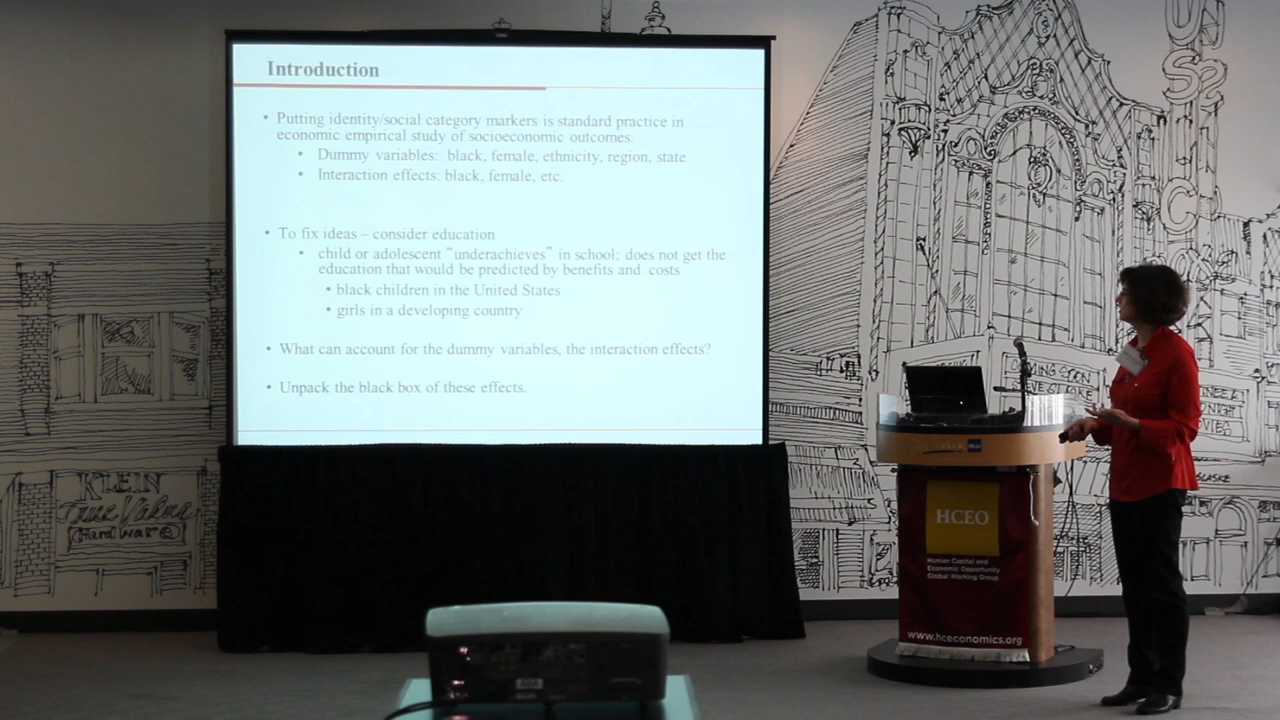 Introduction
• Putting identity/social category markers is standard practice in
economic empirical study of socioeconomic outcomes.
• Dummy variables: black, female, ethnicity, region, state
• Interaction effects: black, female, etc.
• To fix ideas – consider education
• child or adolescent “underachieves” in school; does not get the
education that would be predicted by benefits and costs
• black children in the United States
• girls in a developing country
• What can account for the dummy variables, the interaction effects?
• Unpack the black box of these effects.
KLEIN
True Value
Hardware
COMING SOON
HCEO
Human Capital and
Economic Opportunity
Global Working Group
www.hceconomics.org